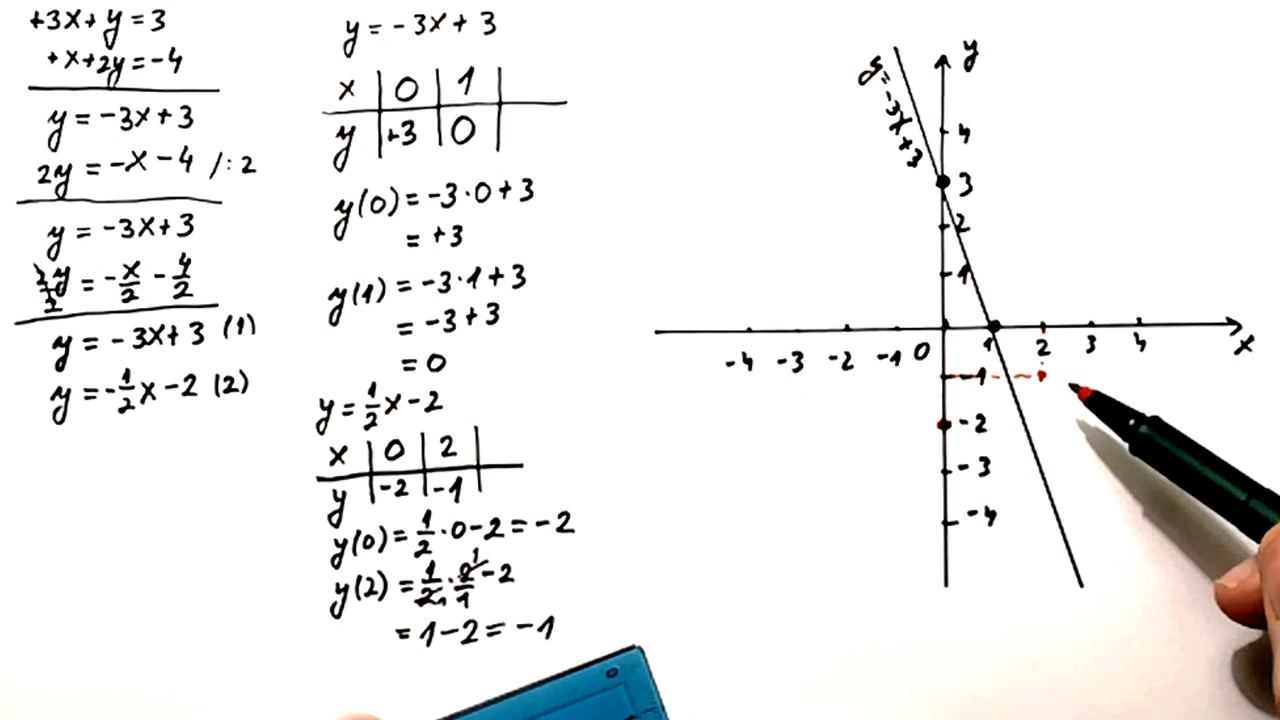 +3x+y=3
+x+2y=-4
y=-3x+3
2y=-x-4 /:2
y=-3x+3
2y/2=-x/2-4/2
y=-3x+3 (1)
y=-1/2x-2 (2)
y=-3x+3
x 0 1
y +3 0
y(0)=-3·0+3
=+3
y(1)=-3·1+3
=-3+3
=0
y=1/2x-2
x 0 2
y -2 -1
y(0)=1/2·0-2=-2
y(2)=1/2·2/1-2
=1-2=-1
y=-3x+3
y
4
3
2
1
-4 -3 -2 -1 0 1 2 3 4 x
-1
-2
-3
-4